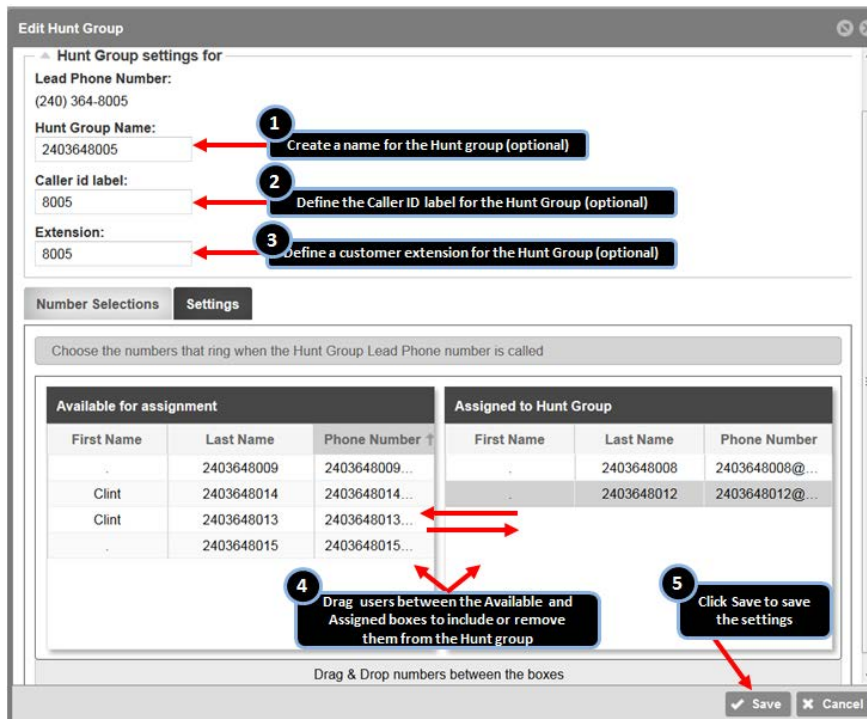 Edit Hunt Group
Hunt Group settings for
Lead Phone Number:
(240) 364-8005
Hunt Group Name:
2403648005
1
Create a name for the Hunt group (optional)
Caller id label:
8005
2
Define the Caller ID label for the Hunt Group (optional)
Extension:
8005
3
Define a customer extension for the Hunt Group (optional)
Number Selections Settings
Choose the numbers that ring when the Hunt Group Lead Phone number is called
Available for assignment Assigned to Hunt Group
First Name Last Name Phone Number First Name Last Name Phone Number
. 2403648009 2403648009... . 2403648008 2403648008@...
Clint 2403648014 2403648014... . 2403648012 2403648012@...
Clint 2403648013 2403648013...
. 2403648015 2403648015...
4
Drag users between the Available and
Assigned boxes to include or remove
them from the Hunt group
5
Click Save to save
the settings
Drag & Drop numbers between the boxes
Save Cancel